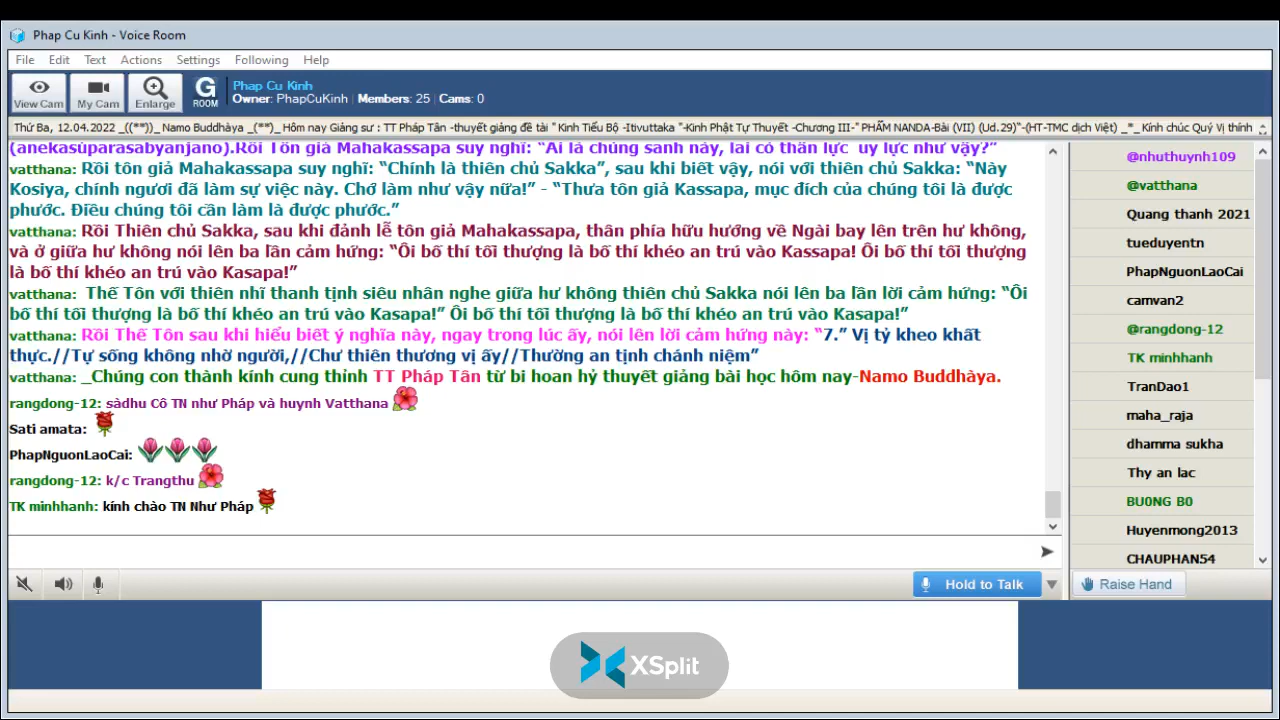 Phap Cu Kinh - Voice Room
File Edit Text Actions Settings Following Help
View Cam My Cam Enlarge G ROOM
Phap Cu Kinh
Owner: PhapCuKinh | Members: 25 | Cams: 0
Thứ Ba, 12.04.2022 _((**))_ Namo Buddhàya _(**)_ Hôm nay Giảng sư : TT Pháp Tân -thuyết giảng đề tài "Kinh Tiểu Bộ -Itivuttaka "-Kinh Phật Tự Thuyết -Chương III-" PHẨM NANDA-Bài (VII) (Ud.29)"-(HT-TMC dịch Việt) _*_ Kính chúc Quý Vị thính
(anekasùparasabyanjano).Rồi Tôn giả Mahakassapa suy nghĩ: "Ai là chúng sanh này, lại có thần lực uy lực như vậy?"
vatthana: Rồi tôn giả Mahakassapa suy nghĩ: “Chính là thiên chủ Sakka”, sau khi biết vậy, nói với thiên chủ Sakka: “Này
Kosiya, chính ngươi đã làm sự việc này. Chớ làm như vậy nữa!” - “Thưa tôn giả Kassapa, mục đích của chúng tôi là được
phước. Điều chúng tôi cần làm là được phước.”
vatthana: Rồi Thiên chủ Sakka, sau khi đảnh lễ tôn giả Mahakassapa, thân phía hữu hướng về Ngài bay lên trên hư không,
và ở giữa hư không nói lên ba lần cảm hứng: “Ôi bố thí tối thượng là bố thí khéo an trú vào Kassapa! Ôi bố thí tối thượng
là bố thí khéo an trú vào Kasapa!”
vatthana: Thế Tôn với thiên nhĩ thanh tịnh siêu nhân nghe giữa hư không thiên chủ Sakka nói lên ba lần lời cảm hứng: “Ôi
bố thí tối thượng là bố thí khéo an trú vào Kasapa!” Ôi bố thí tối thượng là bố thí khéo an trú vào Kasapa!”
vatthana: Rồi Thế Tôn sau khi hiểu biết ý nghĩa này, ngay trong lúc ấy, nói lên lời cảm hứng này: “7.” Vị tỷ kheo khất
thực.//Tự sống không nhờ người,//Chư thiên thương vị ấy//Thường an tịnh chánh niệm”
vatthana: _Chúng con thành kính cung thỉnh TT Pháp Tân từ bi hoan hỷ thuyết giảng bài học hôm nay-Namo Buddhàya.
rangdong-12: sàdhu Cô TN như Pháp và huynh Vatthana
Sati amata:
PhapNguonLaoCai:
rangdong-12: k/c Trangthu
TK minhhanh: kính chào TN Như Pháp
@nhuthuynh109
@vatthana
Quang thanh 2021
tueduyentn
PhapNguonLaoCai
camvan2
@rangdong-12
TK minhhanh
TranDao1
maha_raja
dhamma sukha
Thy an lac
BU0NG B0
Huyenmong2013
CHAUPHAN54
Hold to Talk
Raise Hand
XSplit